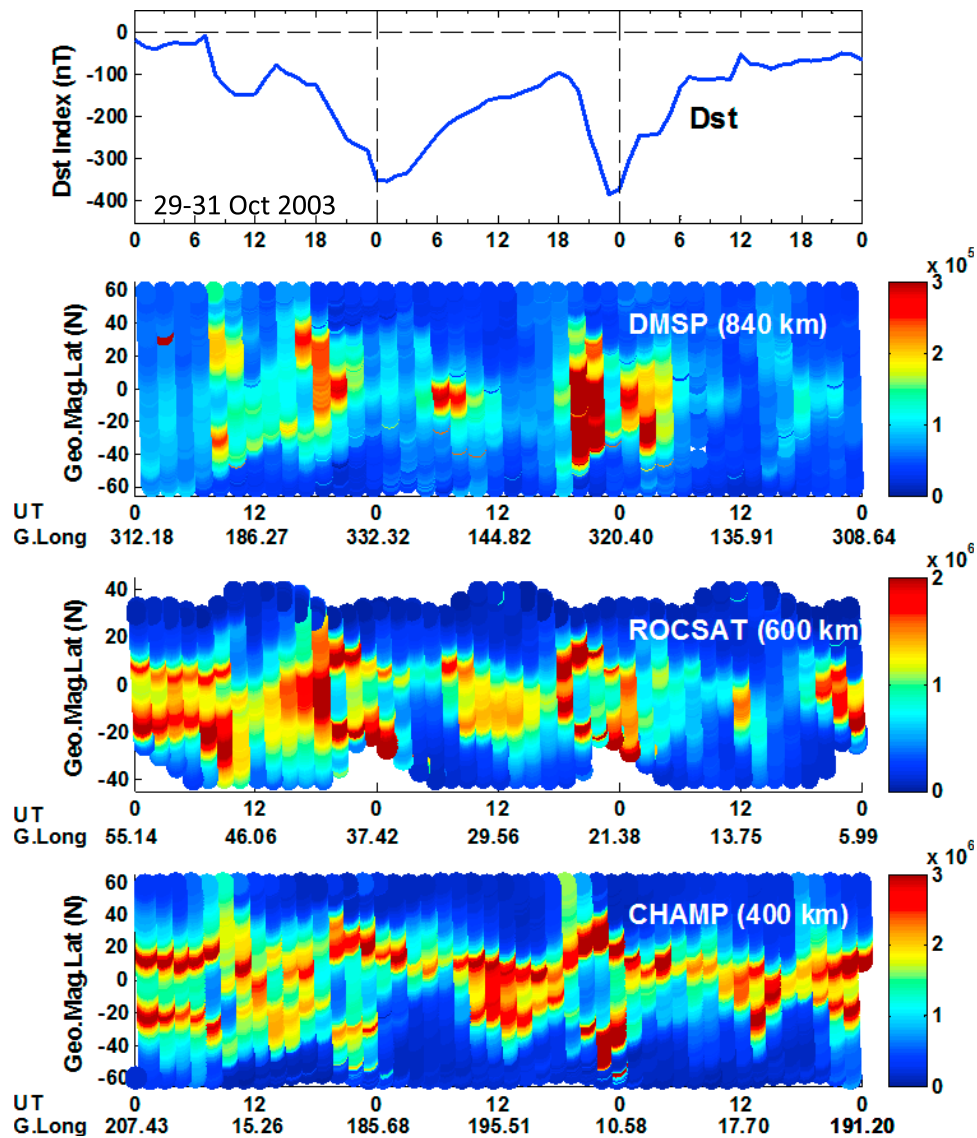 Dst Index (nT)
0
-100
-200
-300
-400
Dst
29-31 Oct 2003
0 6 12 18 0 6 12 18 0 6 12 18 0
Geo.Mag.Lat (N)
60
40
20
0
-20
-40
-60
DMSP (840 km)
x 10^5
3
2
1
0
UT 0 12 0 12 0 12 0
G.Long 312.18 186.27 332.32 144.82 320.40 135.91 308.64
Geo.Mag.Lat (N)
40
20
0
-20
-40
ROCSAT (600 km)
x 10^6
2
1
0
UT 0 12 0 12 0 12 0
G.Long 55.14 46.06 37.42 29.56 21.38 13.75 5.99
Geo.Mag.Lat (N)
60
40
20
0
-20
-40
-60
CHAMP (400 km)
x 10^6
3
2
1
0
UT 0 12 0 12 0 12 0
G.Long 207.43 15.26 185.68 195.51 10.58 17.70 191.20